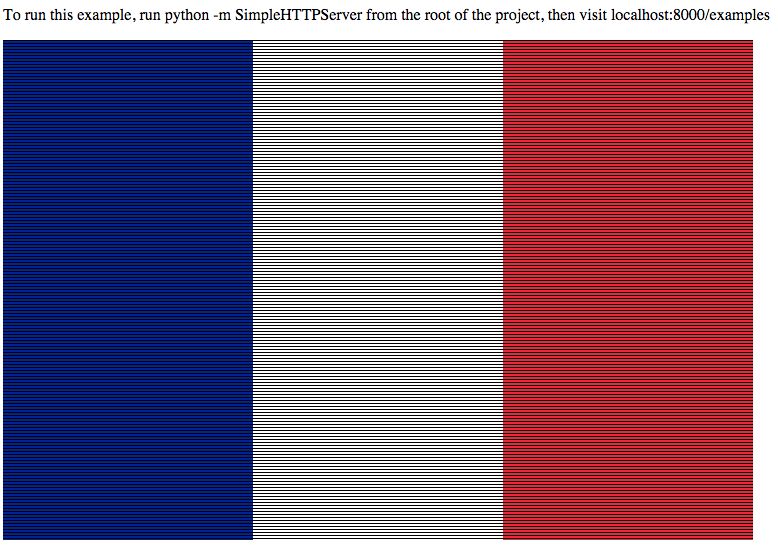 To run this example, run python -m SimpleHTTPServer from the root of the project, then visit localhost:8000/examples